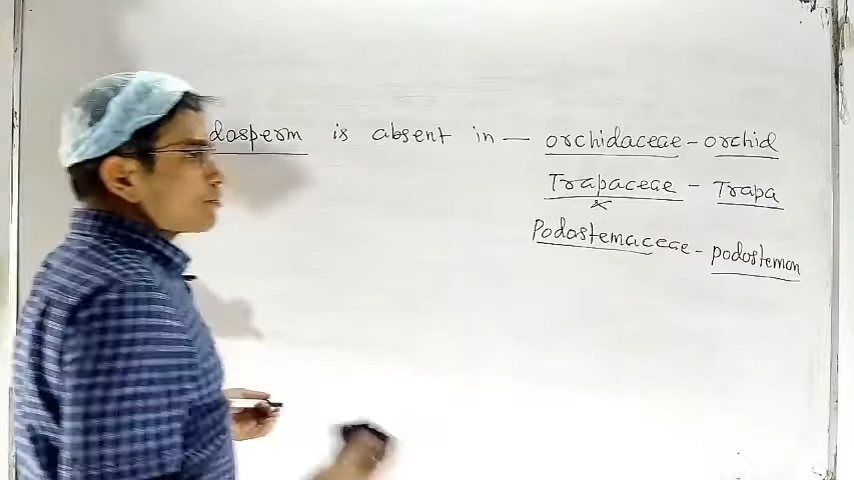 dosperm is absent in — orchidaceae - orchid
Trapaceae - Trapa
Podostemaceae - podostemon